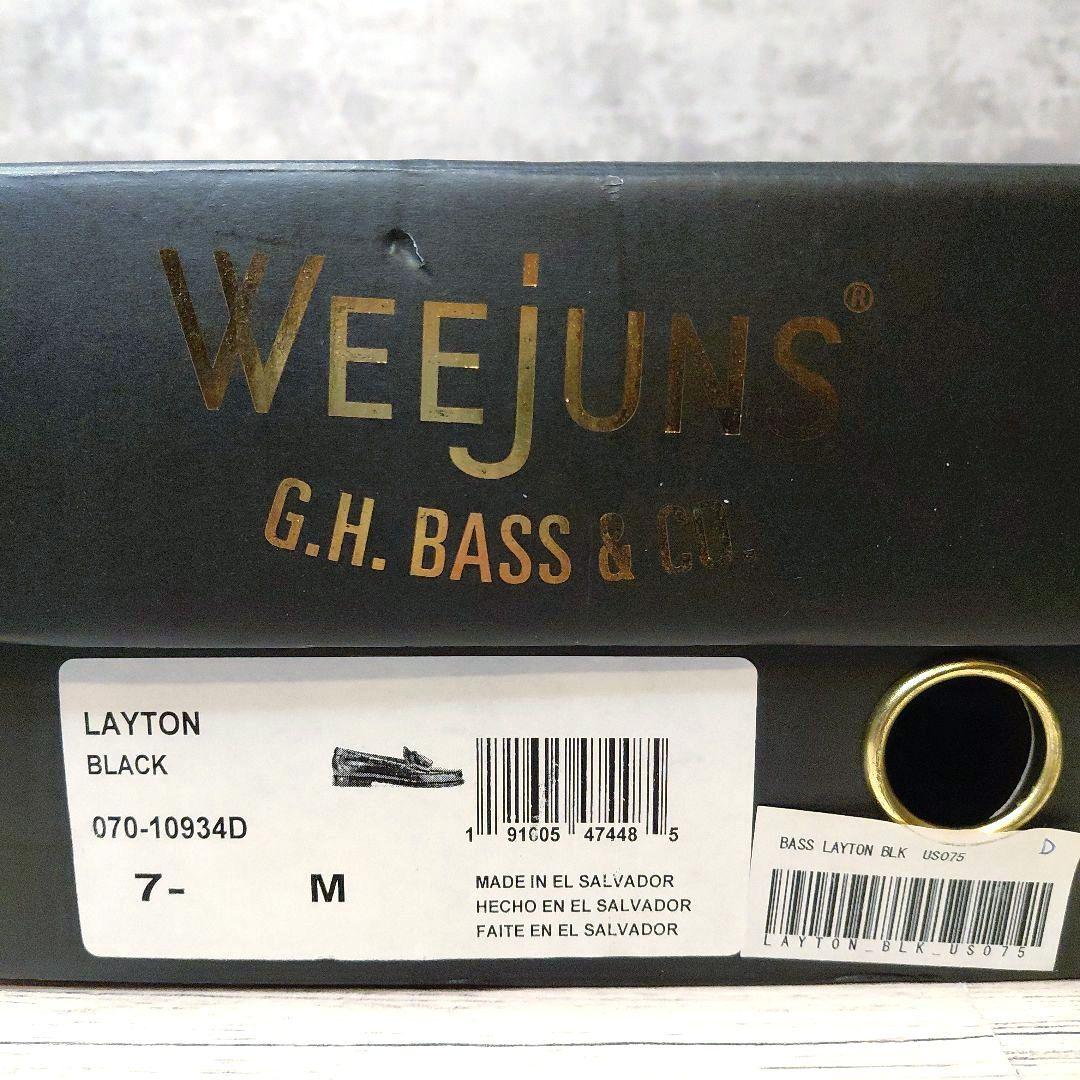 WEEJUNS®
G.H. BASS & CO.
LAYTON
BLACK
070-10934D
7- M
1 91605 47448 5
MADE IN EL SALVADOR
HECHO EN EL SALVADOR
FAITE EN EL SALVADOR
BASS LAYTON BLK US075 D
LAYTON_BLK_US075